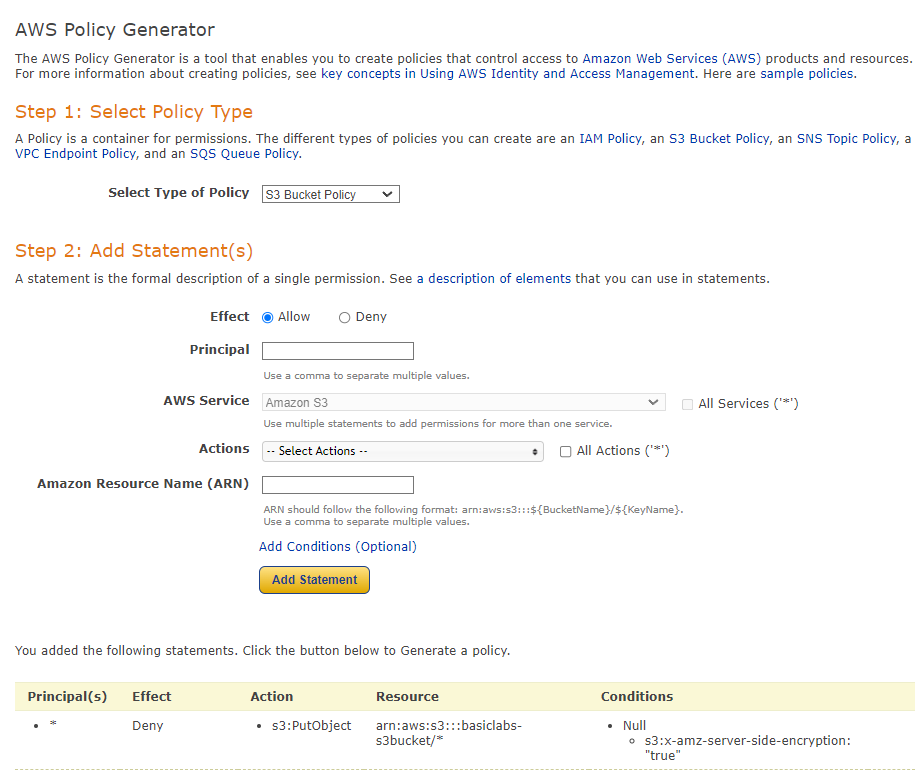 AWS Policy Generator
The AWS Policy Generator is a tool that enables you to create policies that control access to Amazon Web Services (AWS) products and resources.
For more information about creating policies, see key concepts in Using AWS Identity and Access Management. Here are sample policies.
Step 1: Select Policy Type
A Policy is a container for permissions. The different types of policies you can create are an IAM Policy, an S3 Bucket Policy, an SNS Topic Policy, a
VPC Endpoint Policy, and an SQS Queue Policy.
Select Type of Policy S3 Bucket Policy
Step 2: Add Statement(s)
A statement is the formal description of a single permission. See a description of elements that you can use in statements.
Effect Allow Deny
Principal
Use a comma to separate multiple values.
AWS Service Amazon S3 All Services ('*')
Use multiple statements to add permissions for more than one service.
Actions -- Select Actions -- All Actions ('*')
Amazon Resource Name (ARN)
ARN should follow the following format: arn:aws:s3:::${BucketName}/${KeyName}.
Use a comma to separate multiple values.
Add Conditions (Optional)
Add Statement
You added the following statements. Click the button below to Generate a policy.
Principal(s) Effect Action Resource Conditions
• * Deny • s3:PutObject arn:aws:s3:::basiclabs- • Null
s3bucket/* ◦ s3:x-amz-server-side-encryption:
"true"